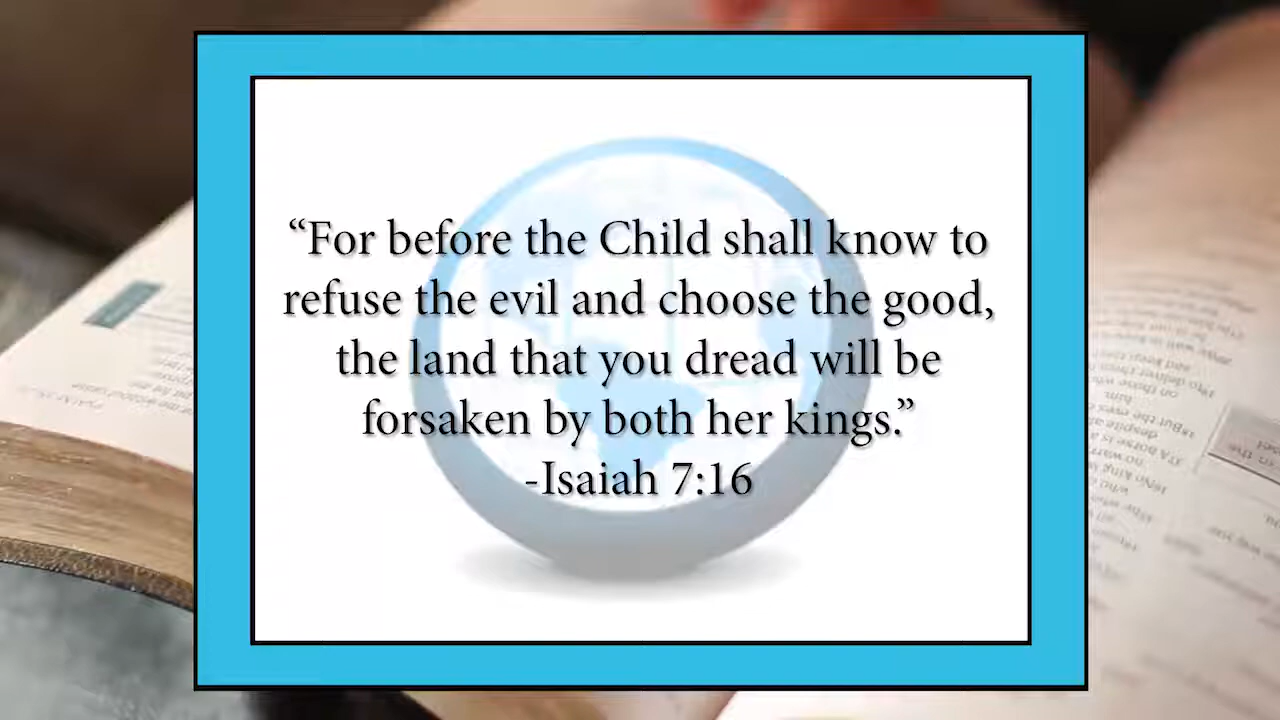 “For before the Child shall know to
refuse the evil and choose the good,
the land that you dread will be
forsaken by both her kings.”
-Isaiah 7:16